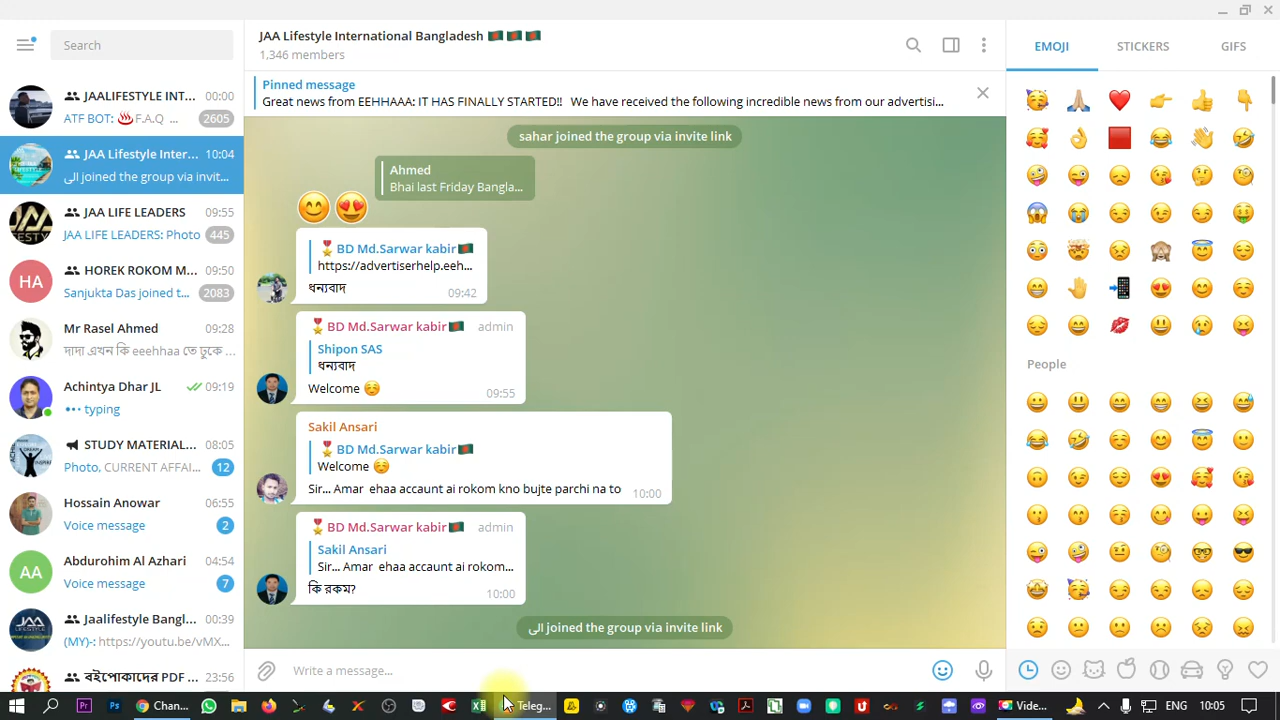 Search
JAALIFESTYLE INT... 00:00
ATF BOT: ♨️F.A.Q ... 2605
JAA Lifestyle Inter... 10:04
الی joined the group via invit...
JAA LIFE LEADERS 09:55
JAA LIFE LEADERS: Photo 445
HA
HOREK ROKOM M... 09:50
Sanjukta Das joined t... 2083
Mr Rasel Ahmed 09:28
দাদা এখন কি eeehhaa তে ঢুকে ...
Achintya Dhar JL 09:19
typing
STUDY MATERIAL... 08:05
Photo, CURRENT AFFAI... 12
Hossain Anowar 06:55
Voice message 2
AA
Abdurohim Al Azhari 04:54
Voice message 7
Jaalifestyle Bangl... 00:39
(MY)-: https://youtu.be/vMX...
বইপোকাদের PDF ... 23:56
JAA Lifestyle International Bangladesh 🇧🇩🇧🇩🇧🇩
1,346 members
Pinned message
Great news from EEHHAAA: IT HAS FINALLY STARTED!! We have received the following incredible news from our advertisi...
sahar joined the group via invite link
Ahmed
Bhai last Friday Bangla...
😊😍
🎖️BD Md.Sarwar kabir🇧🇩
https://advertiserhelp.eeh...
ধন্যবাদ 09:42
🎖️BD Md.Sarwar kabir🇧🇩 admin
Shipon SAS
ধন্যবাদ
Welcome ☺️ 09:55
Sakil Ansari
🎖️BD Md.Sarwar kabir🇧🇩
Welcome ☺️
Sir... Amar ehaa accaunt ai rokom kno bujte parchi na to 10:00
🎖️BD Md.Sarwar kabir🇧🇩 admin
Sakil Ansari
Sir... Amar ehaa accaunt ai rokom...
কি রকম? 10:00
الی joined the group via invite link
Write a message...
EMOJI STICKERS GIFS
People
Chan... Teleg... Vide... ENG 10:05